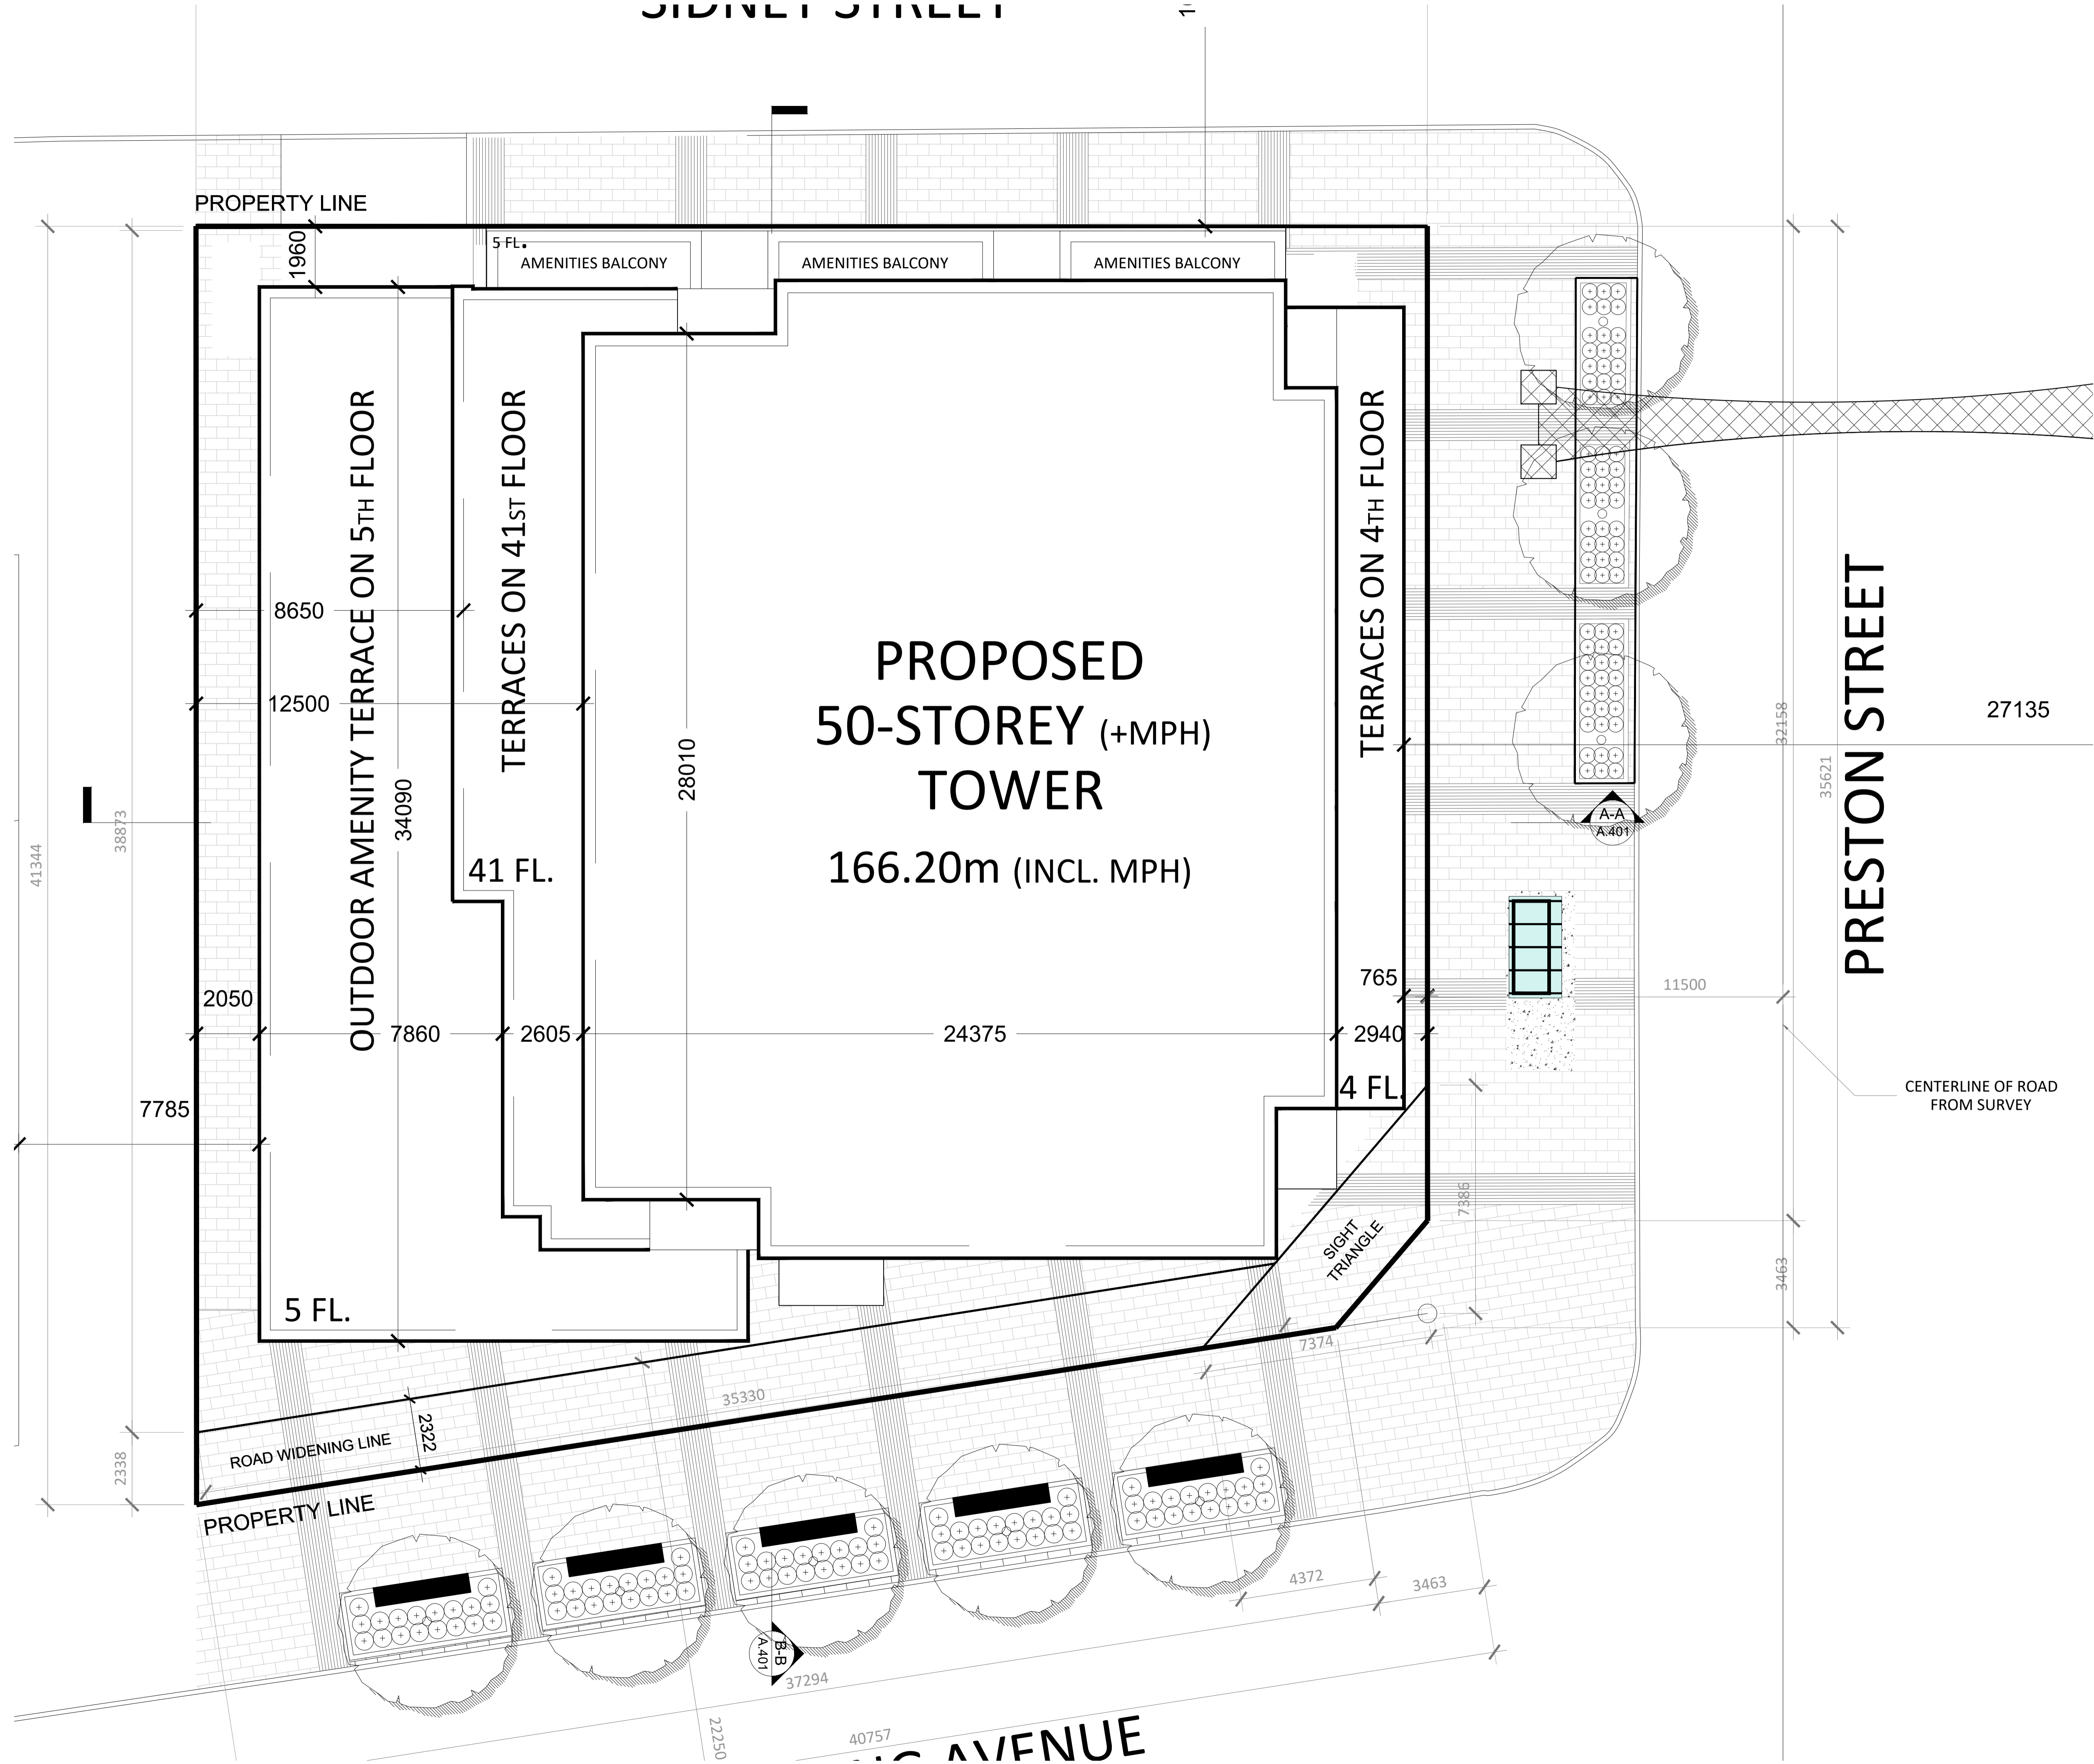 SIDNEY STREET
PROPERTY LINE
1960
5 FL.
AMENITIES BALCONY
AMENITIES BALCONY
AMENITIES BALCONY
OUTDOOR AMENITY TERRACE ON 5TH FLOOR
TERRACES ON 41ST FLOOR
TERRACES ON 4TH FLOOR
8650
12500
34090
28010
PROPOSED
50-STOREY (+MPH)
TOWER
166.20m (INCL. MPH)
41 FL.
41344
38873
2050
7860
2605
24375
2940
765
4 FL.
7785
5 FL.
PRESTON STREET
27135
32158
35621
A-A
A.401
11500
CENTERLINE OF ROAD
FROM SURVEY
7386
3463
SIGHT
TRIANGLE
7374
35330
2322
ROAD WIDENING LINE
2338
PROPERTY LINE
4372
3463
B-B
A.401
37294
22250
40757
AVENUE